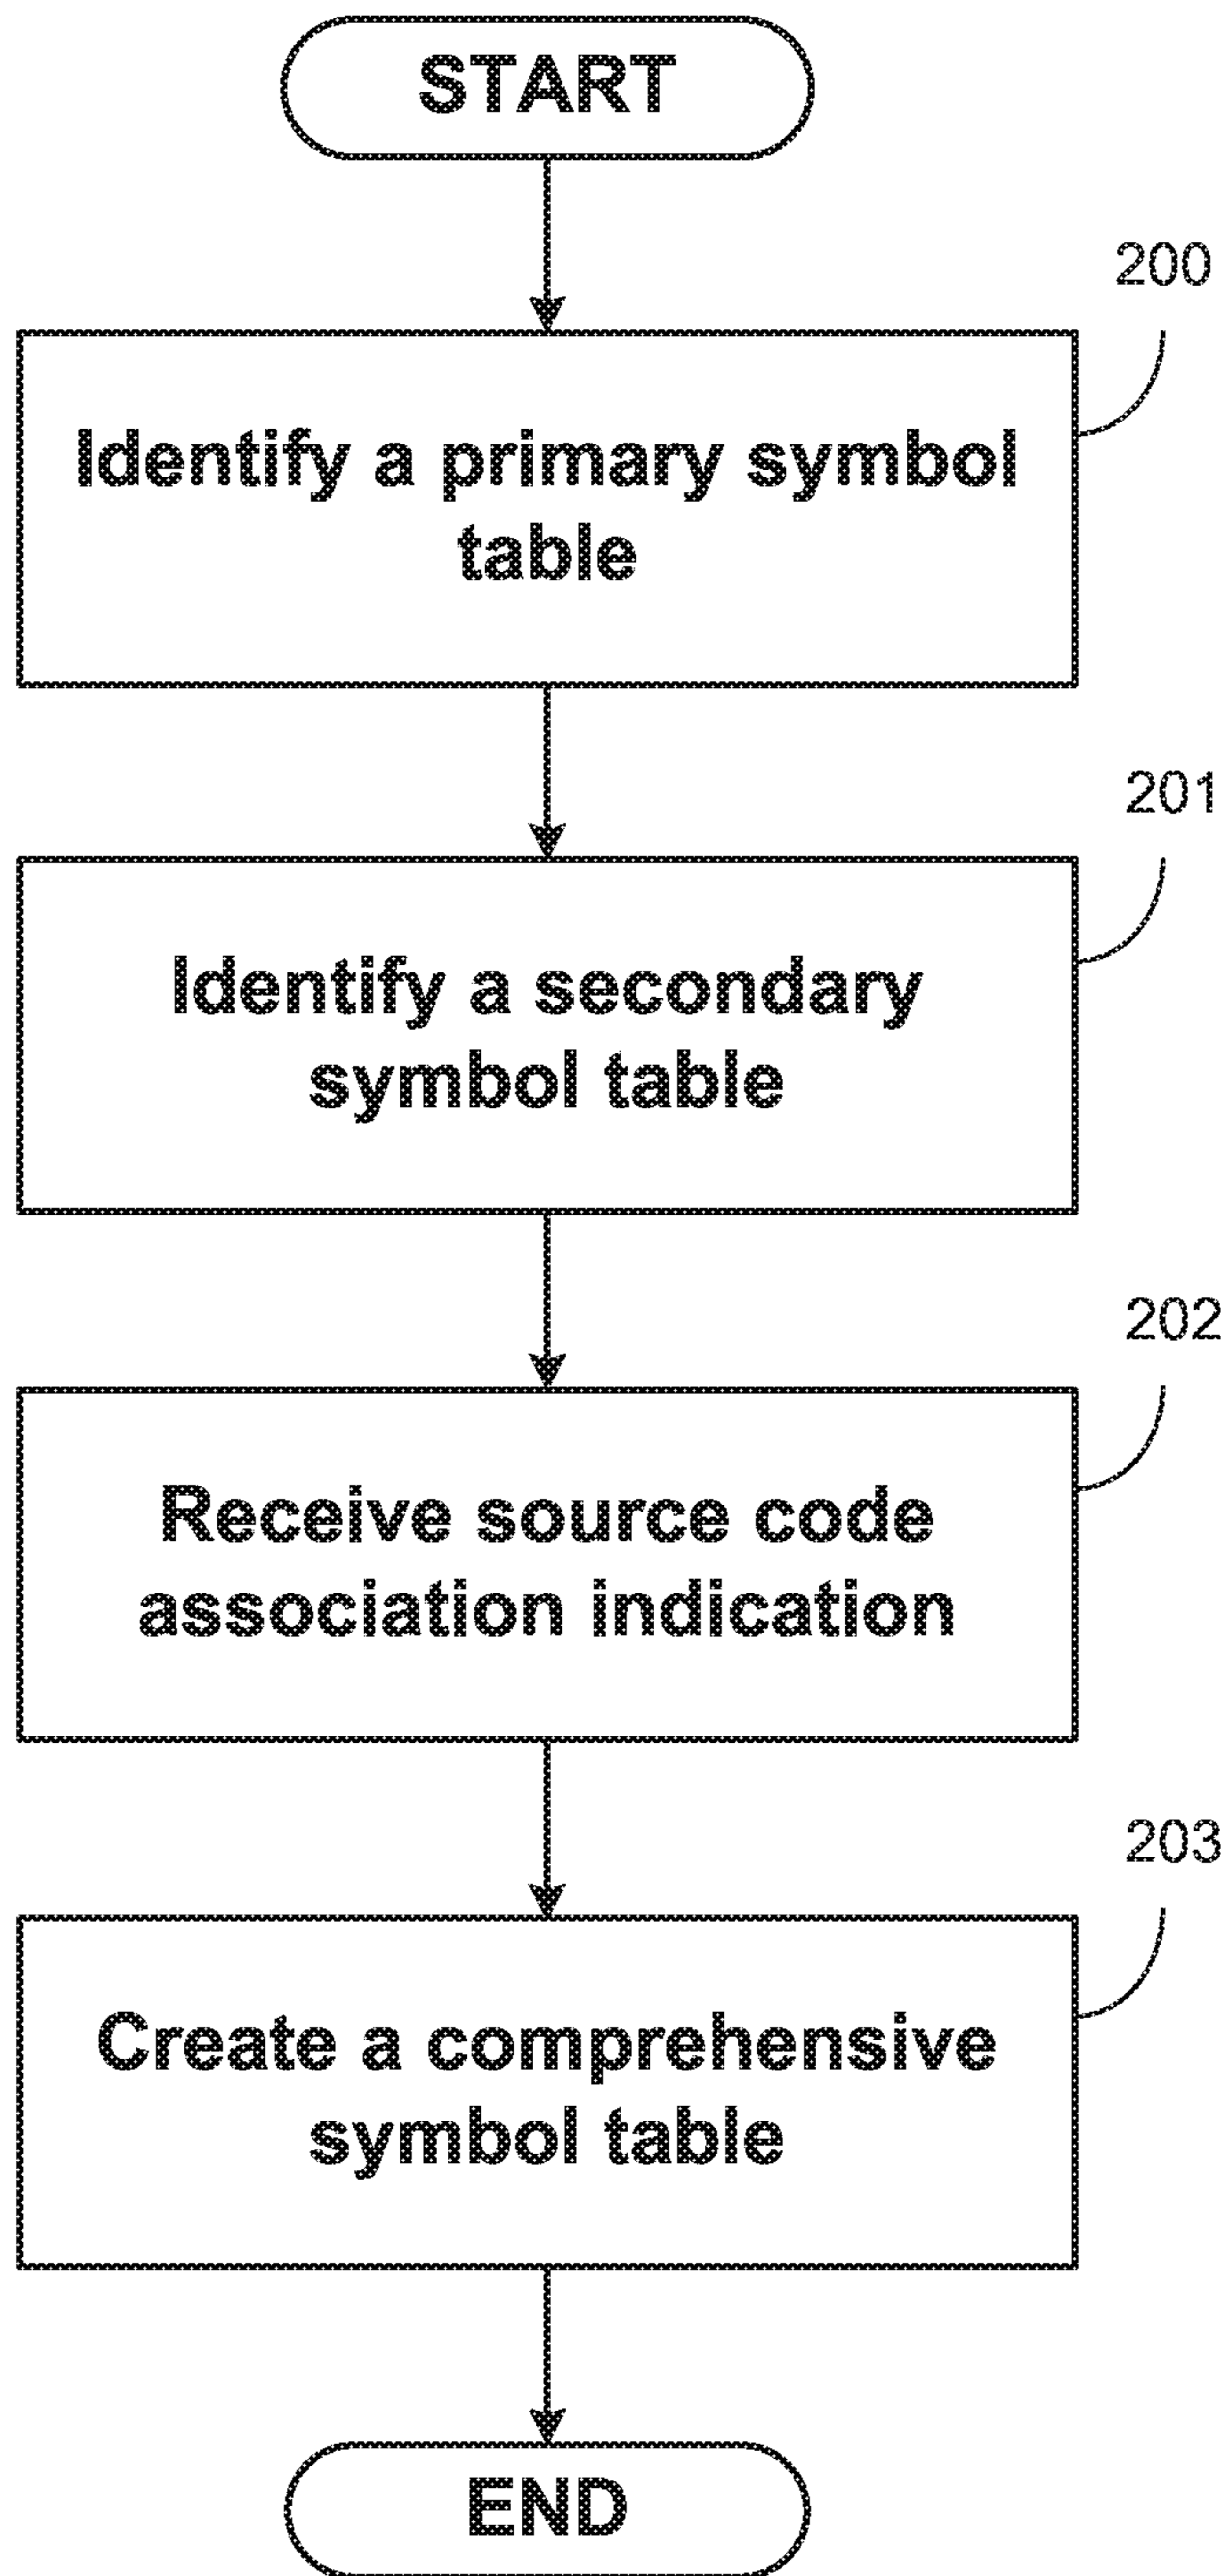 START
200
Identify a primary symbol
table
201
Identify a secondary
symbol table
202
Receive source code
association indication
203
Create a comprehensive
symbol table
END